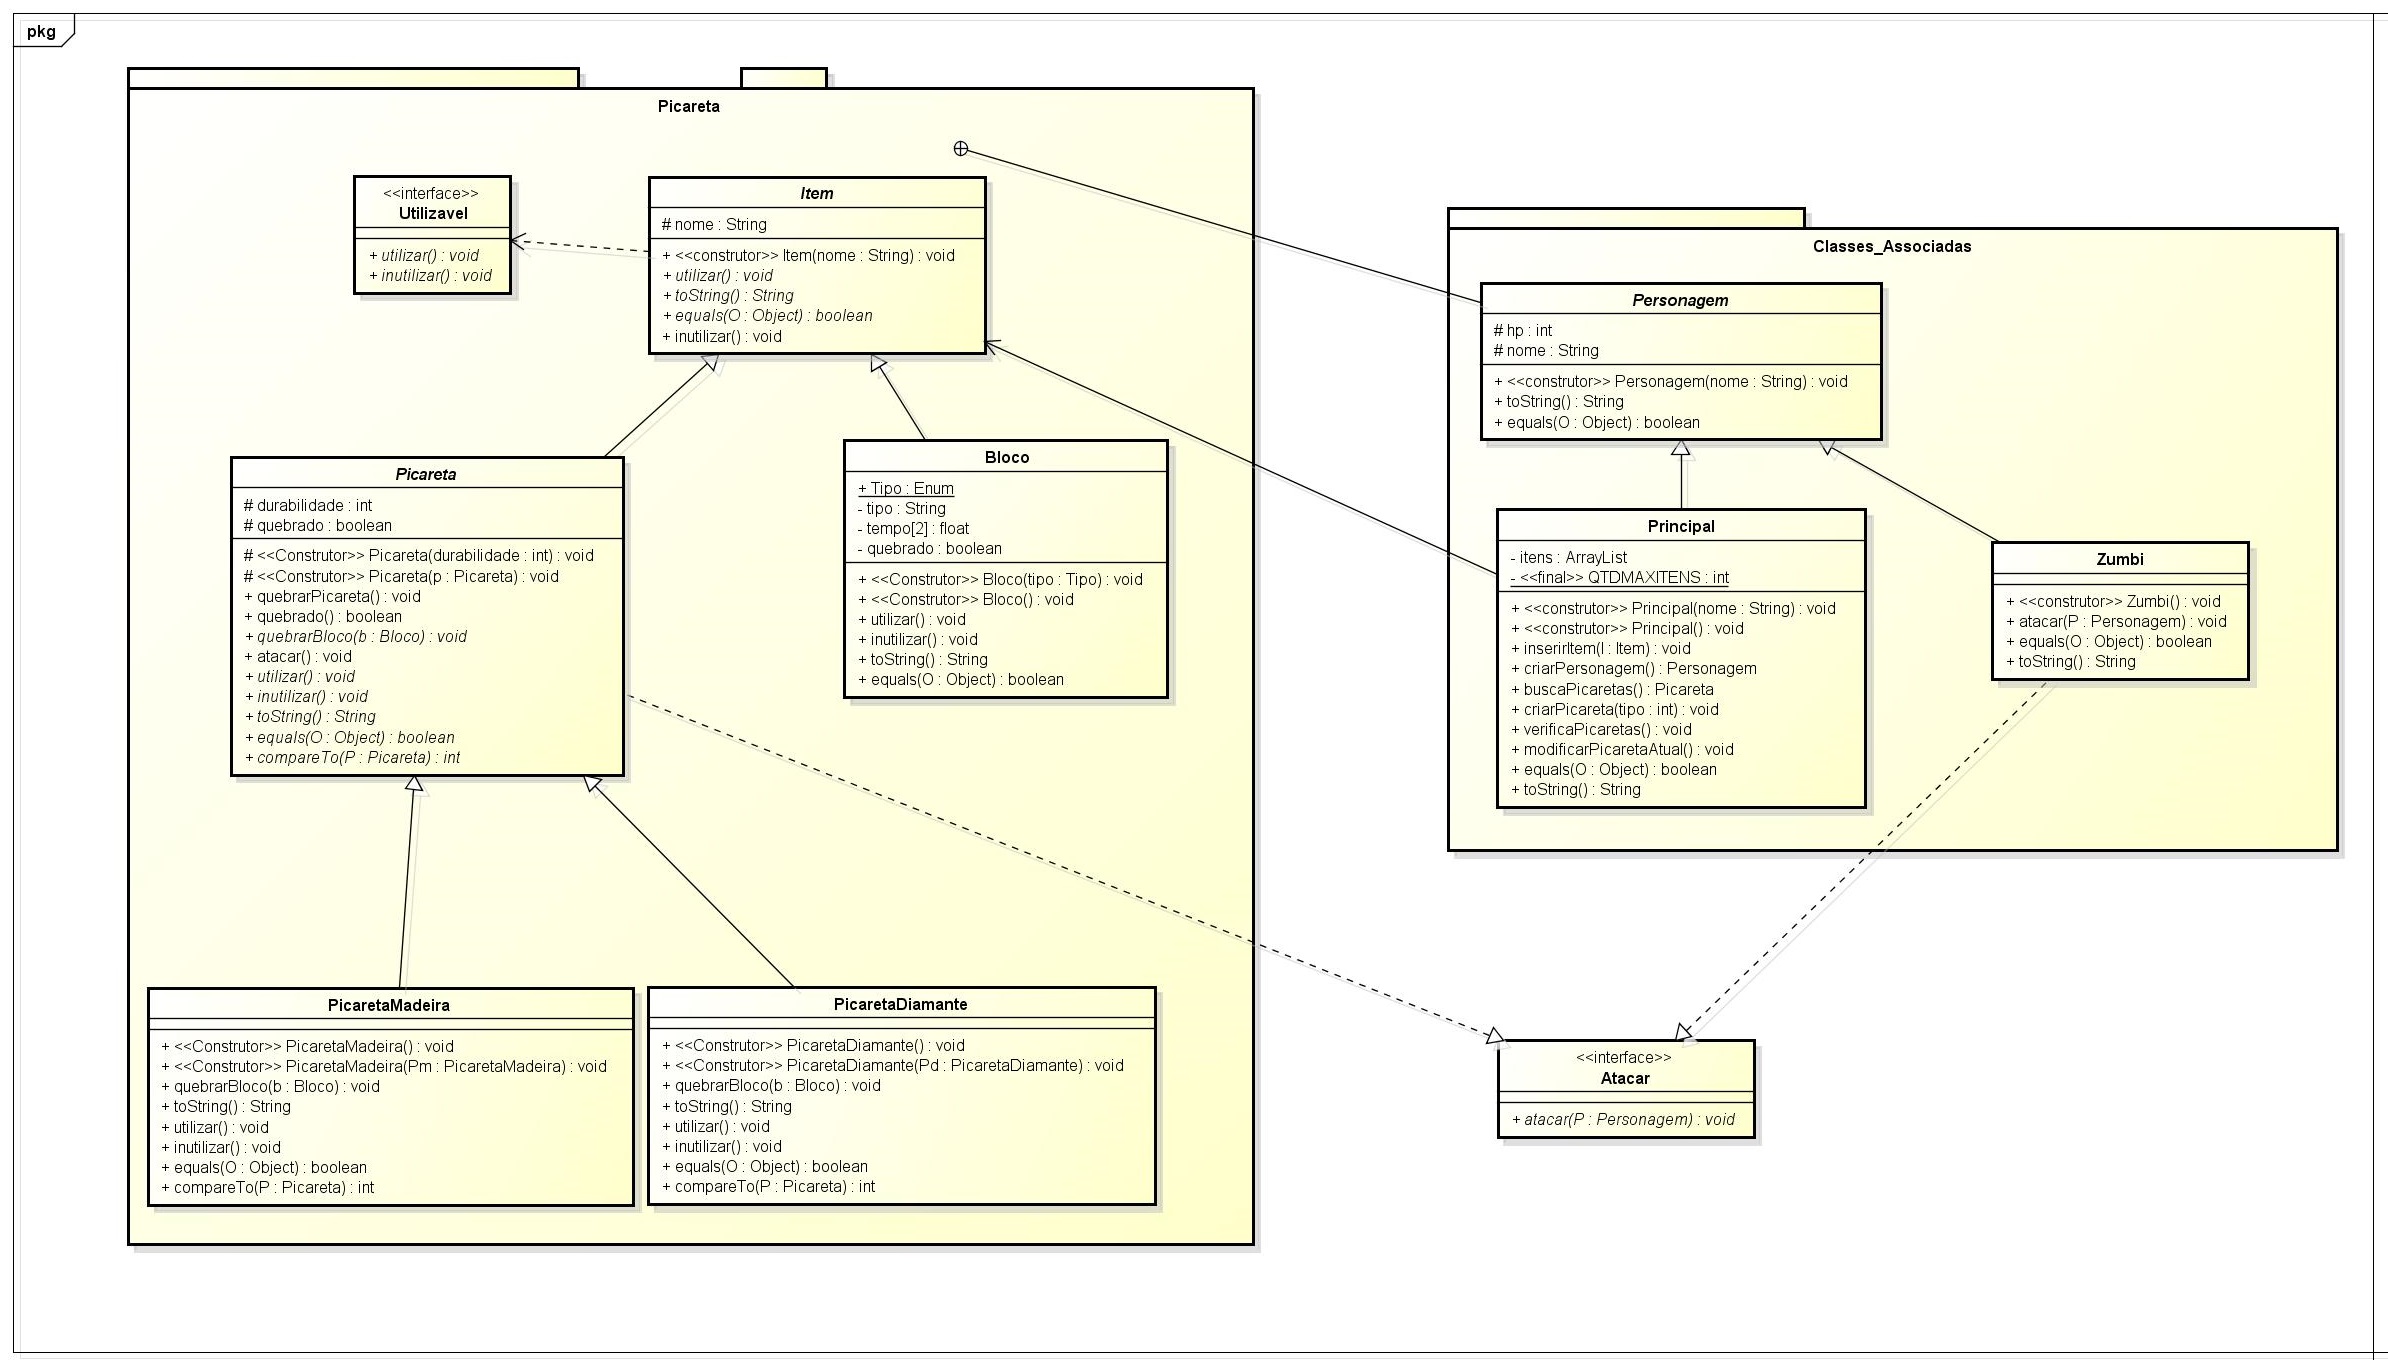 pkg
Picareta
<<interface>>
Utilizavel
+ utilizar() : void
+ inutilizar() : void
Item
# nome : String
+ <<construtor>> Item(nome : String) : void
+ utilizar() : void
+ toString() : String
+ equals(O : Object) : boolean
+ inutilizar() : void
Picareta
# durabilidade : int
# quebrado : boolean
# <<Construtor>> Picareta(durabilidade : int) : void
# <<Construtor>> Picareta(p : Picareta) : void
+ quebrarPicareta() : void
+ quebrado() : boolean
+ quebrarBloco(b : Bloco) : void
+ atacar() : void
+ utilizar() : void
+ inutilizar() : void
+ toString() : String
+ equals(O : Object) : boolean
+ compareTo(P : Picareta) : int
Bloco
+ Tipo : Enum
- tipo : String
- tempo[2] : float
- quebrado : boolean
+ <<Construtor>> Bloco(tipo : Tipo) : void
+ <<Construtor>> Bloco() : void
+ utilizar() : void
+ inutilizar() : void
+ toString() : String
+ equals(O : Object) : boolean
PicaretaMadeira
+ <<Construtor>> PicaretaMadeira() : void
+ <<Construtor>> PicaretaMadeira(Pm : PicaretaMadeira) : void
+ quebrarBloco(b : Bloco) : void
+ toString() : String
+ utilizar() : void
+ inutilizar() : void
+ equals(O : Object) : boolean
+ compareTo(P : Picareta) : int
PicaretaDiamante
+ <<Construtor>> PicaretaDiamante() : void
+ <<Construtor>> PicaretaDiamante(Pd : PicaretaDiamante) : void
+ quebrarBloco(b : Bloco) : void
+ toString() : String
+ utilizar() : void
+ inutilizar() : void
+ equals(O : Object) : boolean
+ compareTo(P : Picareta) : int
Classes_Associadas
Personagem
# hp : int
# nome : String
+ <<construtor>> Personagem(nome : String) : void
+ toString() : String
+ equals(O : Object) : boolean
Principal
- itens : ArrayList
- <<final>> QTDMAXITENS : int
+ <<construtor>> Principal(nome : String) : void
+ <<construtor>> Principal() : void
+ inserirItem(I : Item) : void
+ criarPersonagem() : Personagem
+ buscaPicaretas() : Picareta
+ criarPicareta(tipo : int) : void
+ verificaPicaretas() : void
+ modificarPicaretaAtual() : void
+ equals(O : Object) : boolean
+ toString() : String
Zumbi
+ <<construtor>> Zumbi() : void
+ atacar(P : Personagem) : void
+ equals(O : Object) : boolean
+ toString() : String
<<interface>>
Atacar
+ atacar(P : Personagem) : void